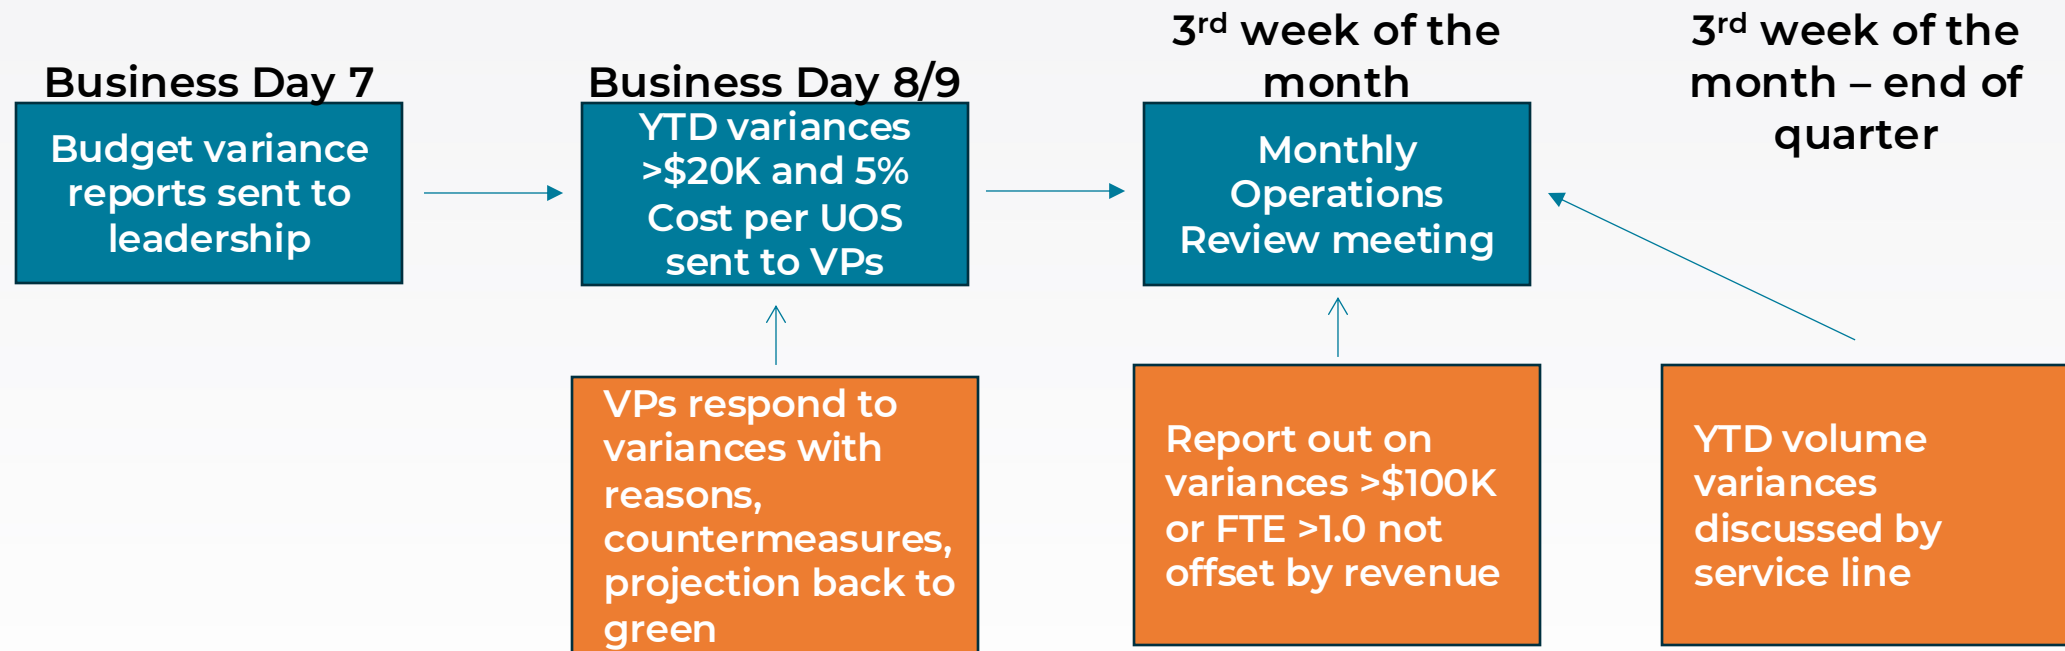 Business Day 7
Budget variance
reports sent to
leadership
Business Day 8/9
YTD variances
>$20K and 5%
Cost per UOS
sent to VPs
VPs respond to
variances with
reasons,
countermeasures,
projection back to
green
3rd week of the
month
Monthly
Operations
Review meeting
Report out on
variances >$100K
or FTE >1.0 not
offset by revenue
3rd week of the
month – end of
quarter
YTD volume
variances
discussed by
service line